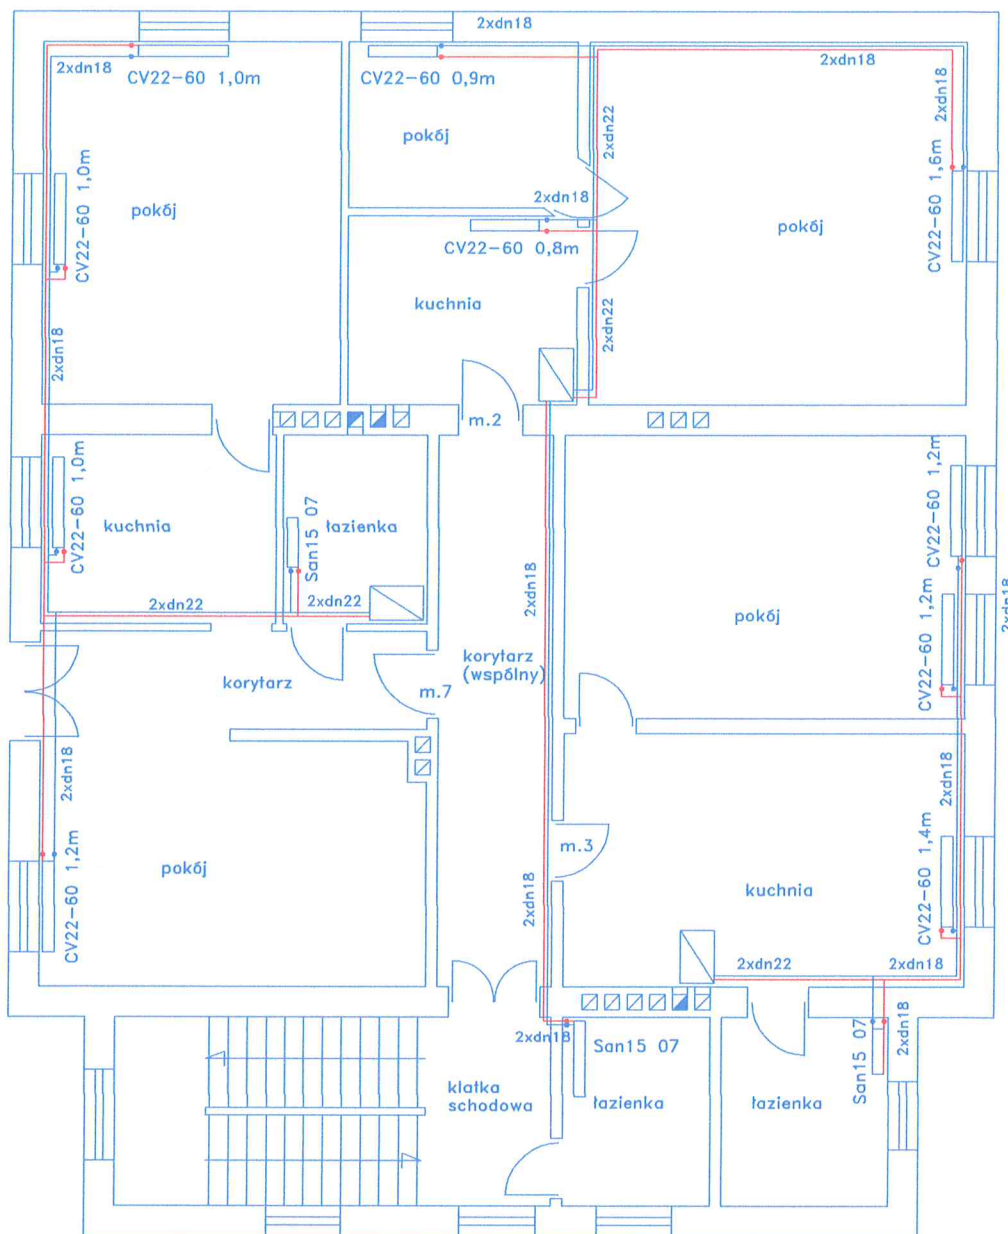 2xdn18
2xdn18
CV22-60 1,0m
CV22-60 0,9m
2xdn18
2xdn18
pokój
2xdn22
CV22-60 1,0m
pokój
2xdn18
pokój
CV22-60 1,6m
CV22-60 0,8m
kuchnia
2xdn18
2xdn22
m.2
CV22-60 1,0m
kuchnia
San15 07
łazienka
CV22-60 1,2m
2xdn18
2xdn18
2xdn22
2xdn22
CV22-60 1,2m
pokój
korytarz
(wspólny)
korytarz
m.7
2xdn18
2xdn18
CV22-60 1,2m
pokój
m.3
CV22-60 1,4m
kuchnia
2xdn18
2xdn22
2xdn18
2xdn18
San15 07
2xdn18
San15 07
klatka
schodowa
łazienka
łazienka